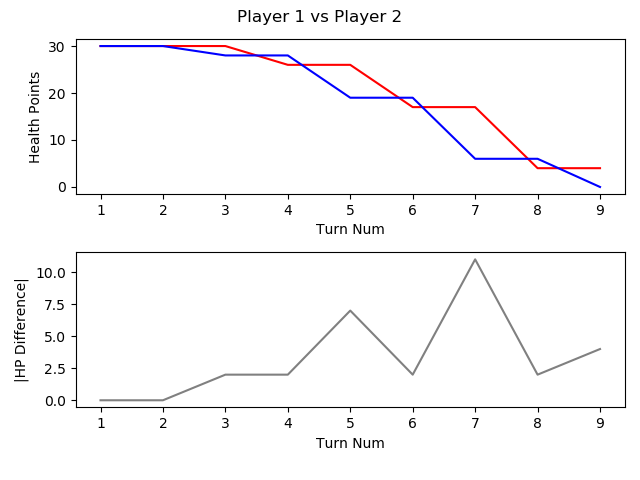 Player 1 vs Player 2
30
20
10
0
Health Points
1 2 3 4 5 6 7 8 9
Turn Num
10.0
7.5
5.0
2.5
0.0
|HP Difference|
1 2 3 4 5 6 7 8 9
Turn Num